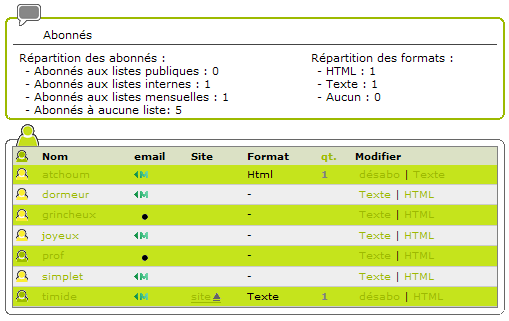 Abonnés
Répartition des abonnés :
- Abonnés aux listes publiques : 0
- Abonnés aux listes internes : 1
- Abonnés aux listes mensuelles : 1
- Abonnés à aucune liste: 5
Répartition des formats :
- HTML : 1
- Texte : 1
- Aucun : 0
Nom email Site Format qt. Modifier
atchoum Html 1 désabo | Texte
dormeur - Texte | HTML
grincheux - Texte | HTML
joyeux - Texte | HTML
prof - Texte | HTML
simplet - Texte | HTML
timide site Texte 1 désabo | HTML